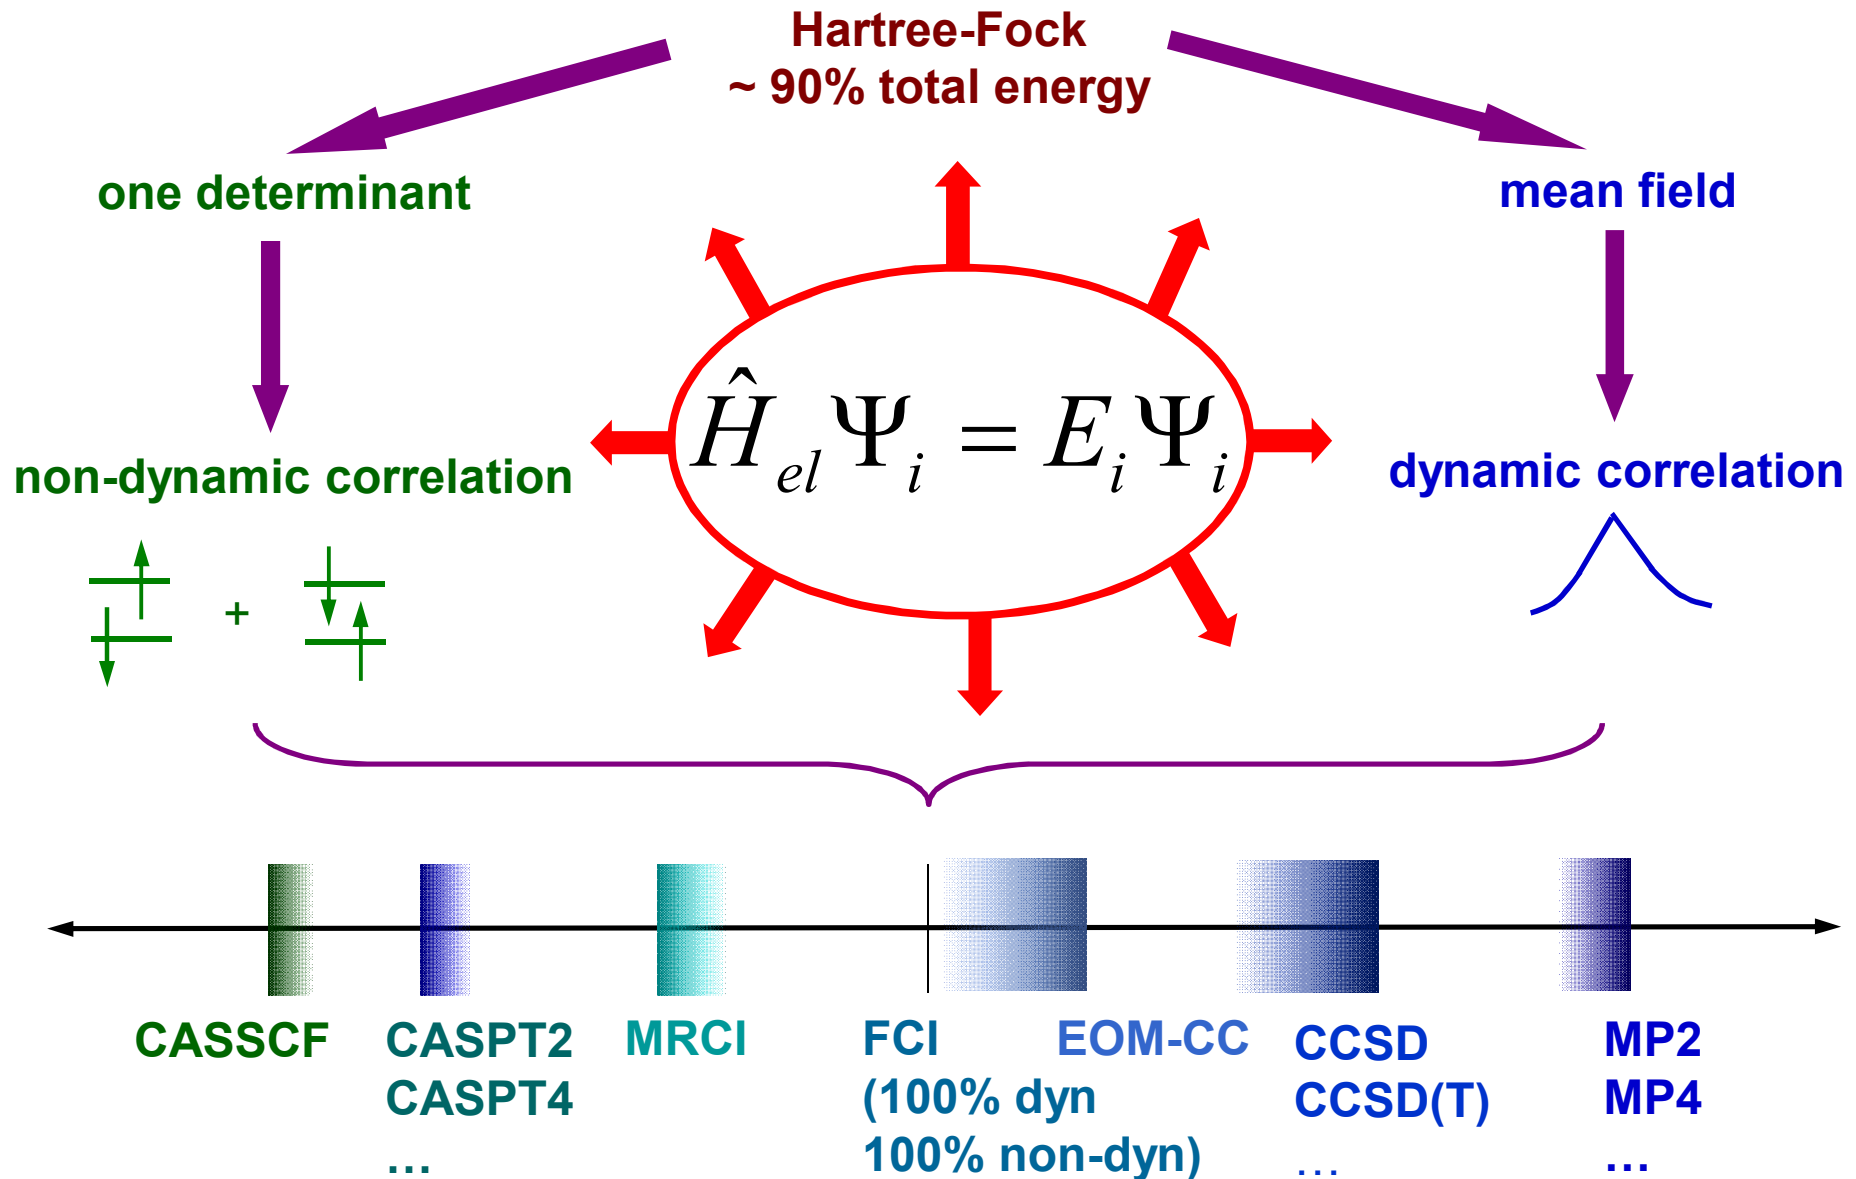 Hartree-Fock
~ 90% total energy
one determinant
mean field
Ĥ_el Ψ_i = E_i Ψ_i
non-dynamic correlation
dynamic correlation
+
CASSCF
CASPT2
CASPT4
…
MRCI
FCI
(100% dyn
100% non-dyn)
EOM-CC
CCSD
CCSD(T)
…
MP2
MP4
…